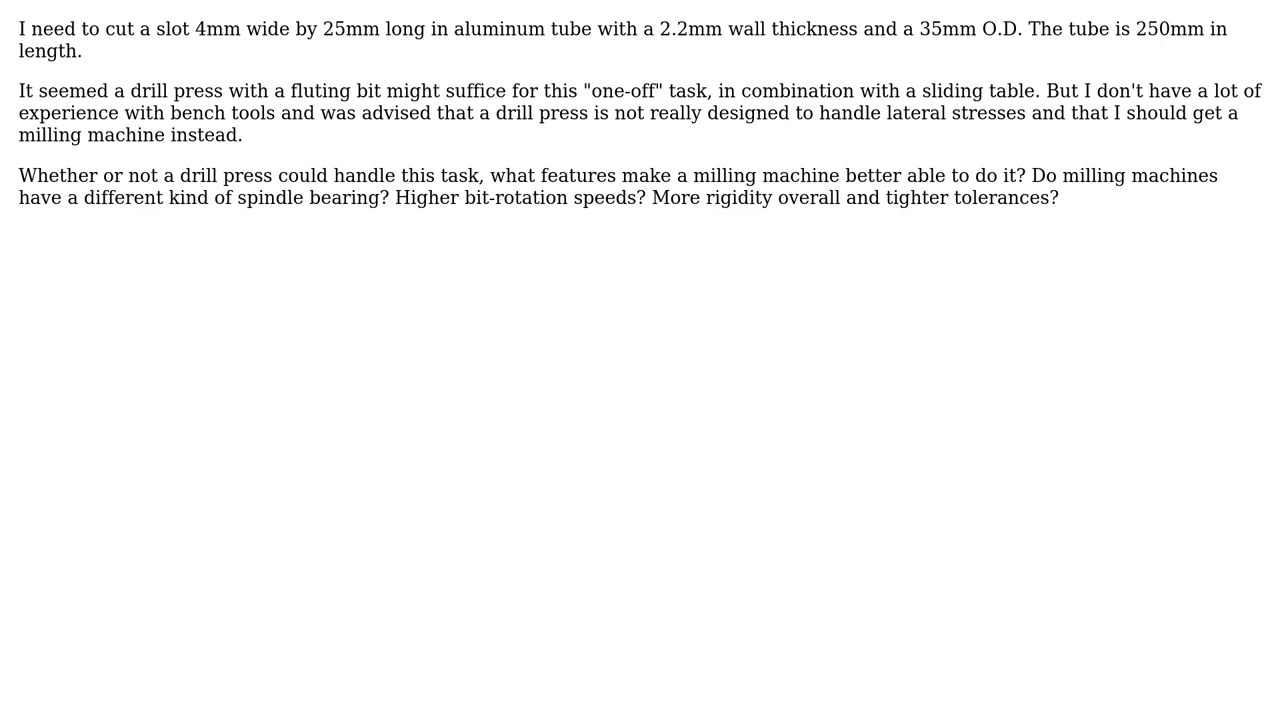 I need to cut a slot 4mm wide by 25mm long in aluminum tube with a 2.2mm wall thickness and a 35mm O.D. The tube is 250mm in
length.
It seemed a drill press with a fluting bit might suffice for this "one-off" task, in combination with a sliding table. But I don't have a lot of
experience with bench tools and was advised that a drill press is not really designed to handle lateral stresses and that I should get a
milling machine instead.
Whether or not a drill press could handle this task, what features make a milling machine better able to do it? Do milling machines
have a different kind of spindle bearing? Higher bit-rotation speeds? More rigidity overall and tighter tolerances?